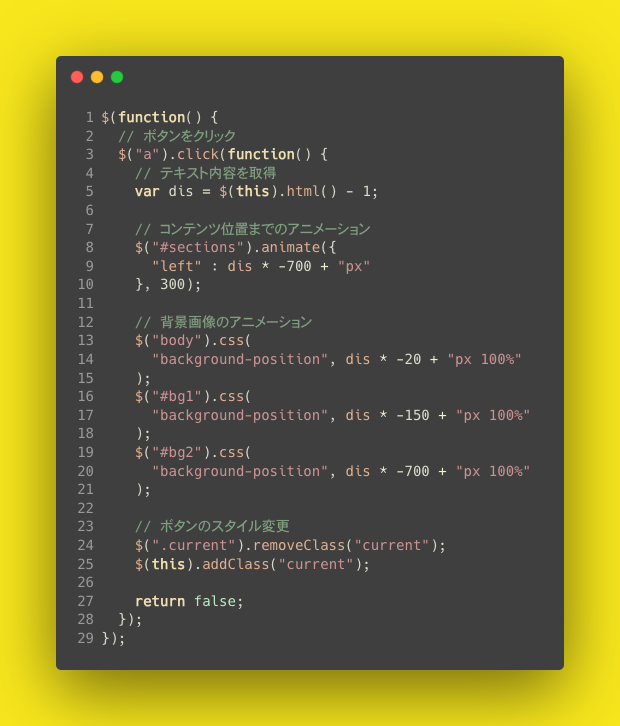 1 $(function() {
2   // ボタンをクリック
3   $("a").click(function() {
4     // テキスト内容を取得
5     var dis = $(this).html() - 1;
6
7     // コンテンツ位置までのアニメーション
8     $("#sections").animate({
9       "left" : dis * -700 + "px"
10     }, 300);
11
12     // 背景画像のアニメーション
13     $("body").css(
14       "background-position", dis * -20 + "px 100%"
15     );
16     $("#bg1").css(
17       "background-position", dis * -150 + "px 100%"
18     );
19     $("#bg2").css(
20       "background-position", dis * -700 + "px 100%"
21     );
22
23     // ボタンのスタイル変更
24     $(".current").removeClass("current");
25     $(this).addClass("current");
26
27     return false;
28   });
29 });